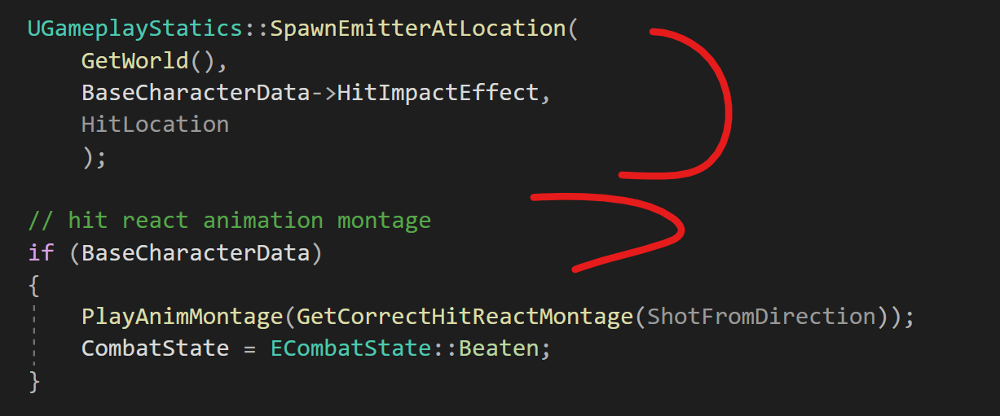 UGameplayStatics::SpawnEmitterAtLocation(
GetWorld(),
BaseCharacterData->HitImpactEffect,
HitLocation
);
// hit react animation montage
if (BaseCharacterData)
{
PlayAnimMontage(GetCorrectHitReactMontage(ShotFromDirection));
CombatState = ECombatState::Beaten;
}